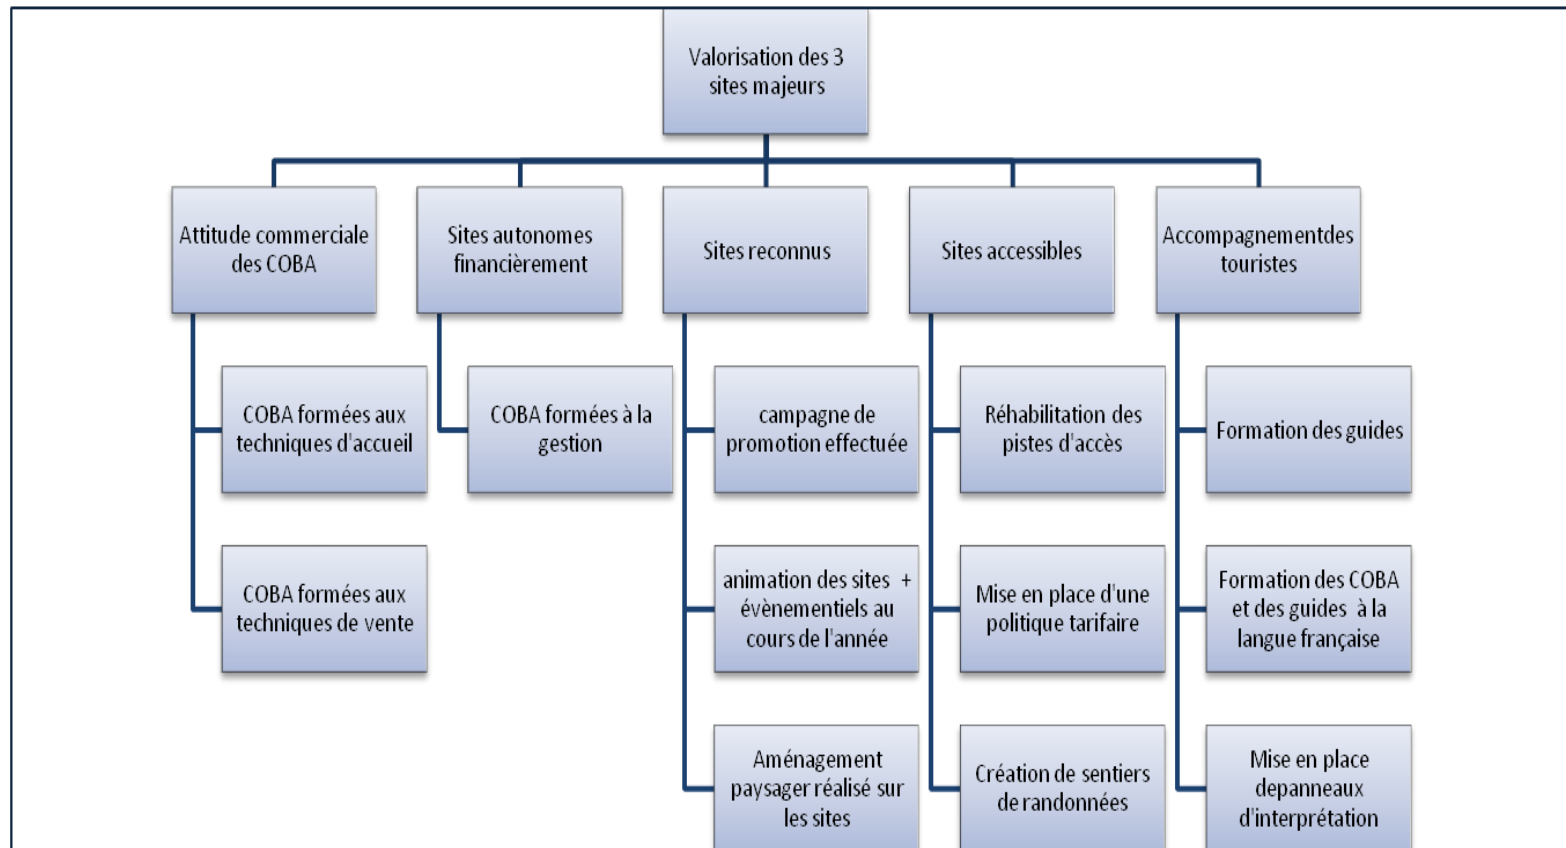 Valorisation des 3
sites majeurs
Attitude commerciale
des COBA
Sites autonomes
financièrement
Sites reconnus
Sites accessibles
Accompagnementdes
touristes
COBA formées aux
techniques d'accueil
COBA formées à la
gestion
campagne de
promotion effectuée
Réhabilitation des
pistes d'accès
Formation des guides
COBA formées aux
techniques de vente
animation des sites +
évènementiels au
cours de l'année
Mise en place d'une
politique tarifaire
Formation des COBA
et des guides à la
langue française
Aménagement
paysager réalisé sur
les sites
Création de sentiers
de randonnées
Mise en place
depanneaux
d'interprétation